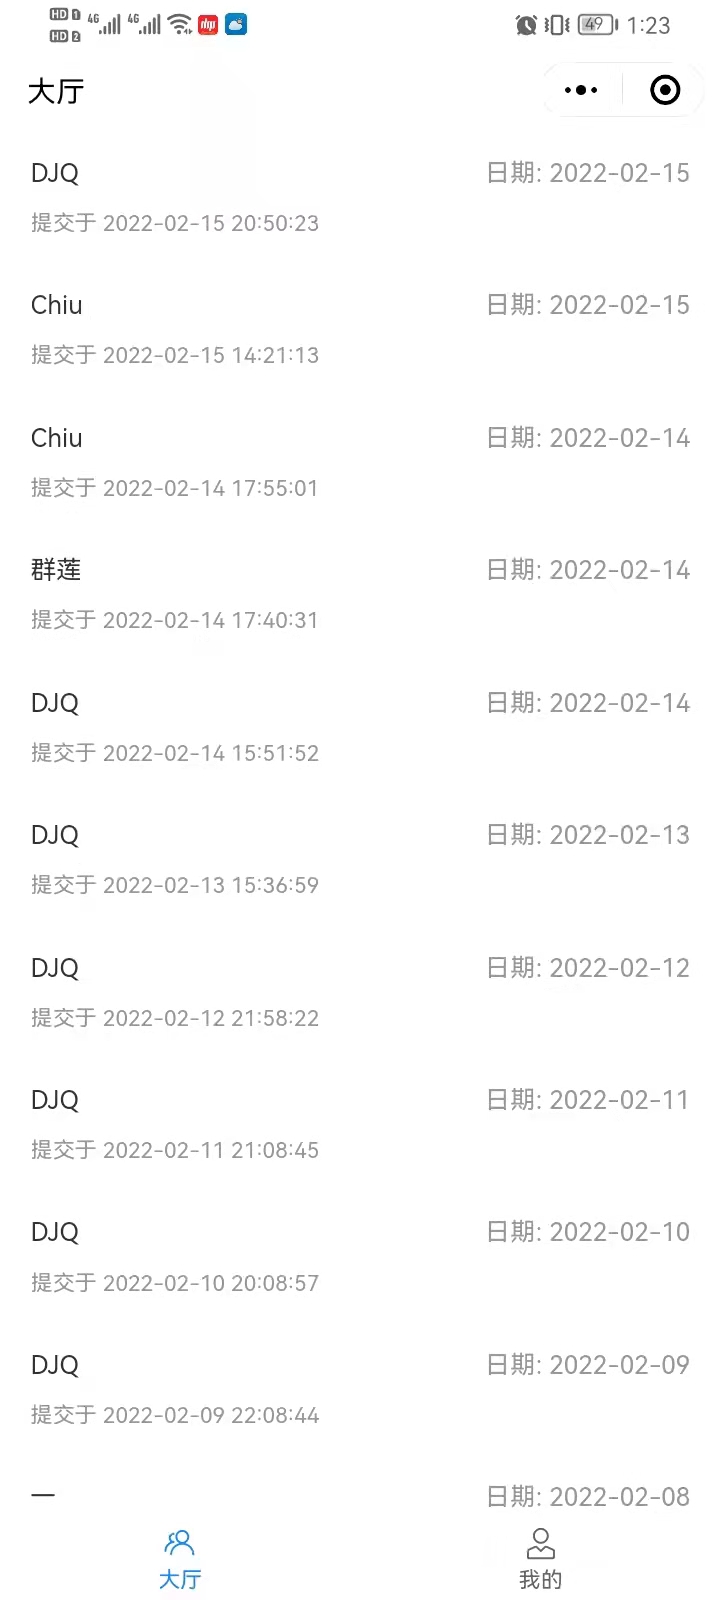 HD 1 4G 4G 49 1:23
HD 2
大厅
DJQ 日期: 2022-02-15
提交于 2022-02-15 20:50:23
Chiu 日期: 2022-02-15
提交于 2022-02-15 14:21:13
Chiu 日期: 2022-02-14
提交于 2022-02-14 17:55:01
群莲 日期: 2022-02-14
提交于 2022-02-14 17:40:31
DJQ 日期: 2022-02-14
提交于 2022-02-14 15:51:52
DJQ 日期: 2022-02-13
提交于 2022-02-13 15:36:59
DJQ 日期: 2022-02-12
提交于 2022-02-12 21:58:22
DJQ 日期: 2022-02-11
提交于 2022-02-11 21:08:45
DJQ 日期: 2022-02-10
提交于 2022-02-10 20:08:57
DJQ 日期: 2022-02-09
提交于 2022-02-09 22:08:44
一 日期: 2022-02-08
大厅 我的